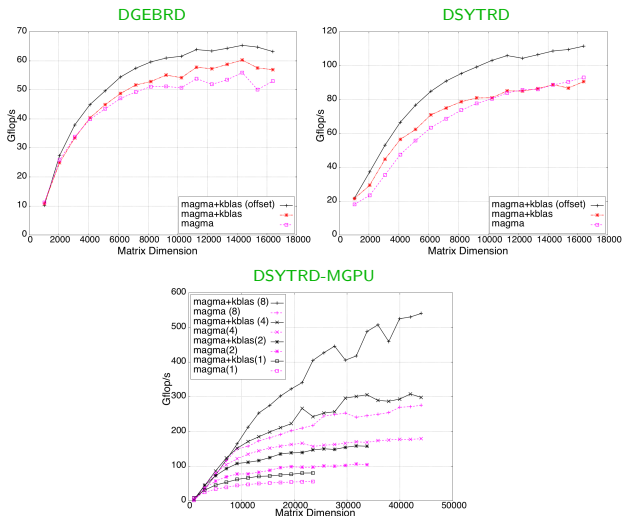 DGEBRD
70
60
50
40
30
20
10
0
Gflop/s
magma+kblas (offset)
magma+kblas
magma
0 2000 4000 6000 8000 10000 12000 14000 16000 18000
Matrix Dimension
DSYTRD
120
100
80
60
40
20
0
Gflop/s
magma+kblas (offset)
magma+kblas
magma
0 2000 4000 6000 8000 10000 12000 14000 16000 18000
Matrix Dimension
DSYTRD-MGPU
600
500
400
300
200
100
0
Gflop/s
magma+kblas (8)
magma (8)
magma+kblas (4)
magma(4)
magma+kblas(2)
magma(2)
magma+kblas(1)
magma(1)
0 10000 20000 30000 40000 50000
Matrix Dimension